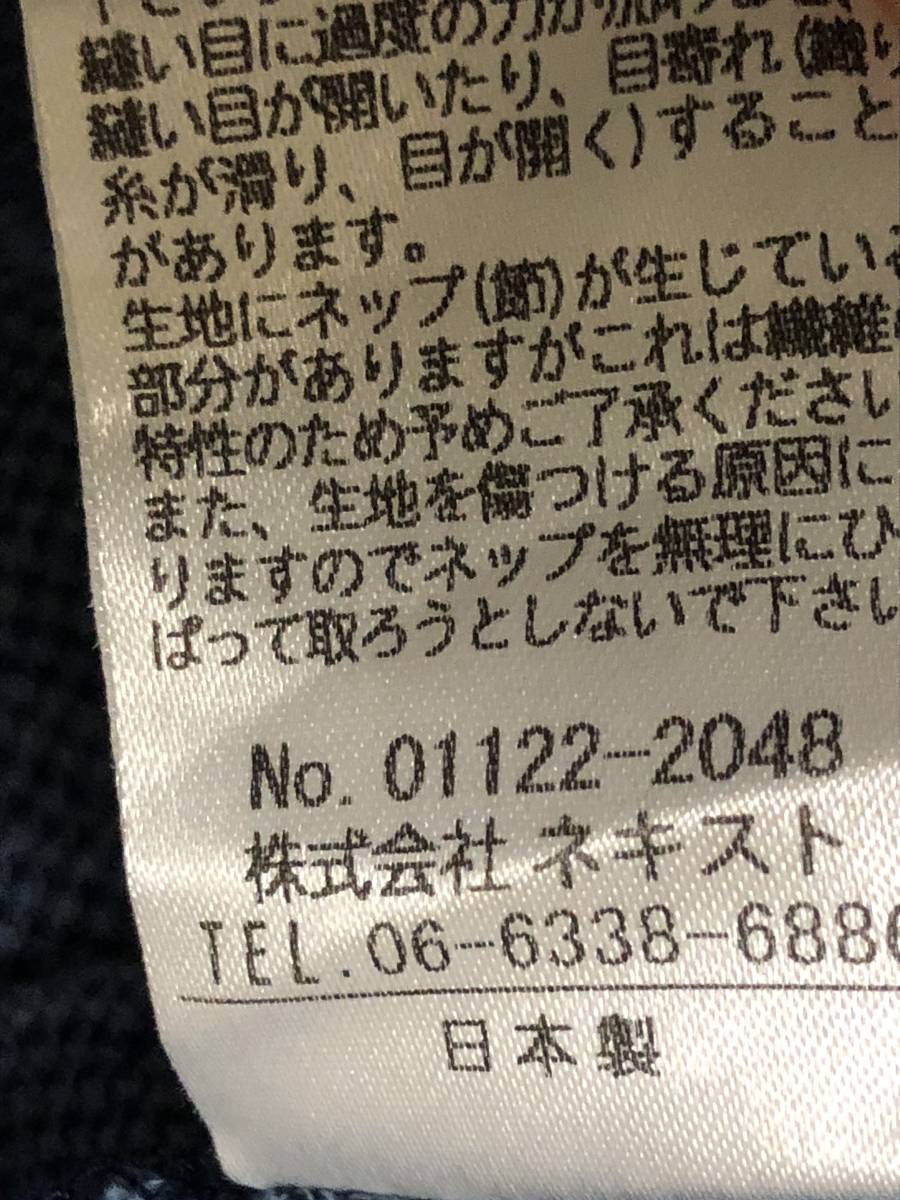 縫い目に過度の力が
縫い目が開いたり、目寄れ(織り
糸が滑り、目が開く)すること
があります。
生地にネップ(節)が生じている
部分がありますがこれは繊維の
特性のため予めご了承ください
また、生地を傷つける原因に
りますのでネップを無理にひ
ぱって取ろうとしないで下さい
No. 01122-2048
株式会社 ネキスト
TEL.06-6338-6886
日本製